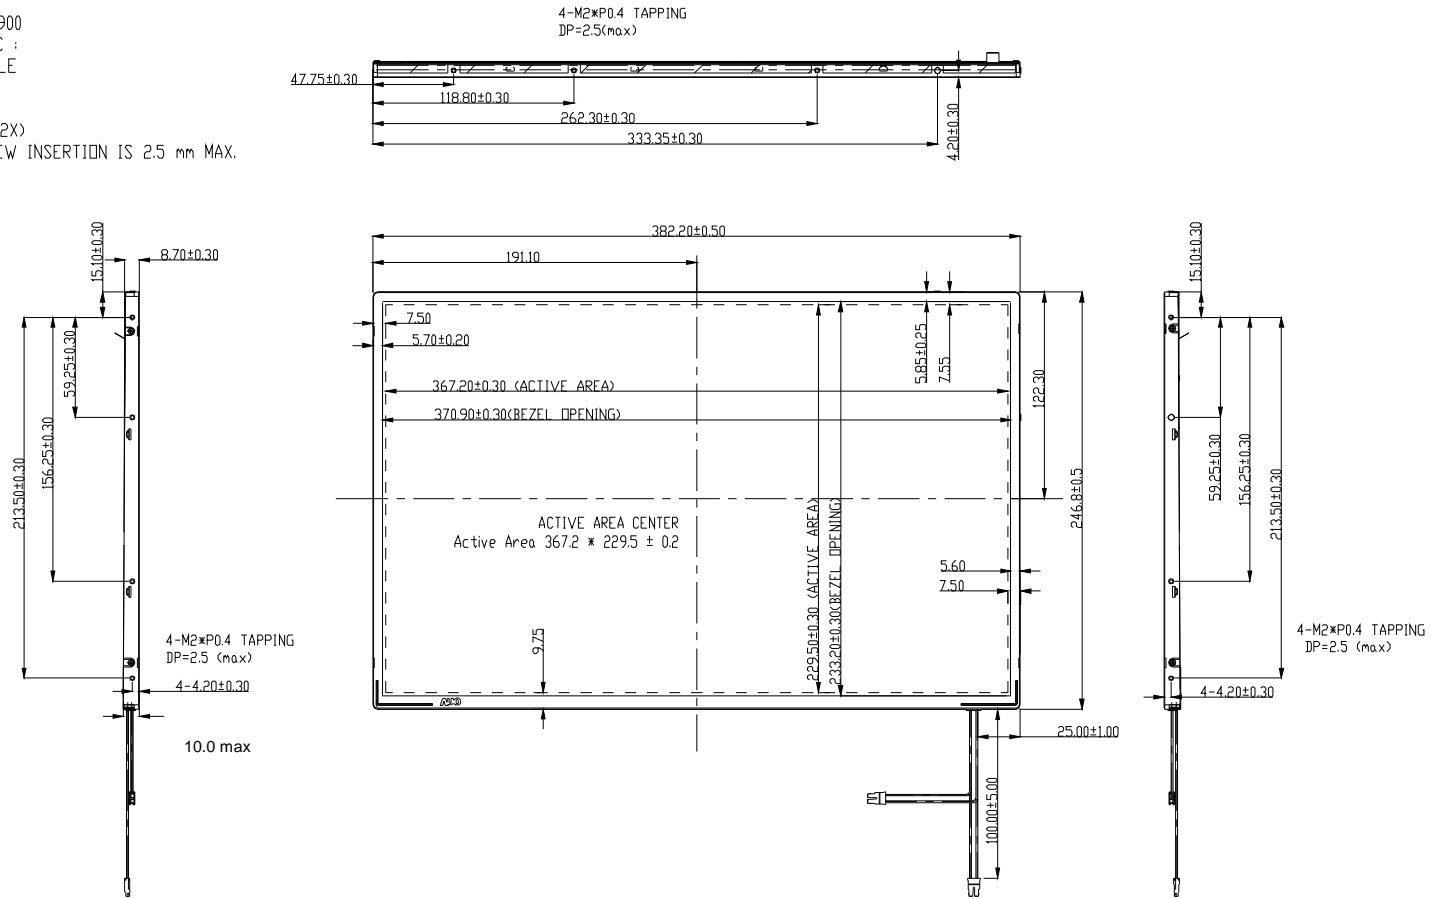 900
C :
LE
2X)
EW INSERTION IS 2.5 mm MAX.
4-M2*P0.4 TAPPING
DP=2.5(max)
47.75±0.30
118.80±0.30
262.30±0.30
333.35±0.30
4.20±0.30
15.10±0.30
8.70±0.30
59.25±0.30
156.25±0.30
213.50±0.30
4-M2*P0.4 TAPPING
DP=2.5 (max)
4-4.20±0.30
10.0 max
382.20±0.50
191.10
7.50
5.70±0.20
5.85±0.25
7.55
367.20±0.30 (ACTIVE AREA)
370.90±0.30(BEZEL OPENING)
122.30
246.8±0.5
ACTIVE AREA CENTER
Active Area 367.2 * 229.5 ± 0.2
229.50±0.30 (ACTIVE AREA)
233.20±0.30(BEZEL OPENING)
5.60
7.50
9.75
25.00±1.00
100.00±5.00
15.10±0.30
59.25±0.30
156.25±0.30
213.50±0.30
4-M2*P0.4 TAPPING
DP=2.5 (max)
4-4.20±0.30